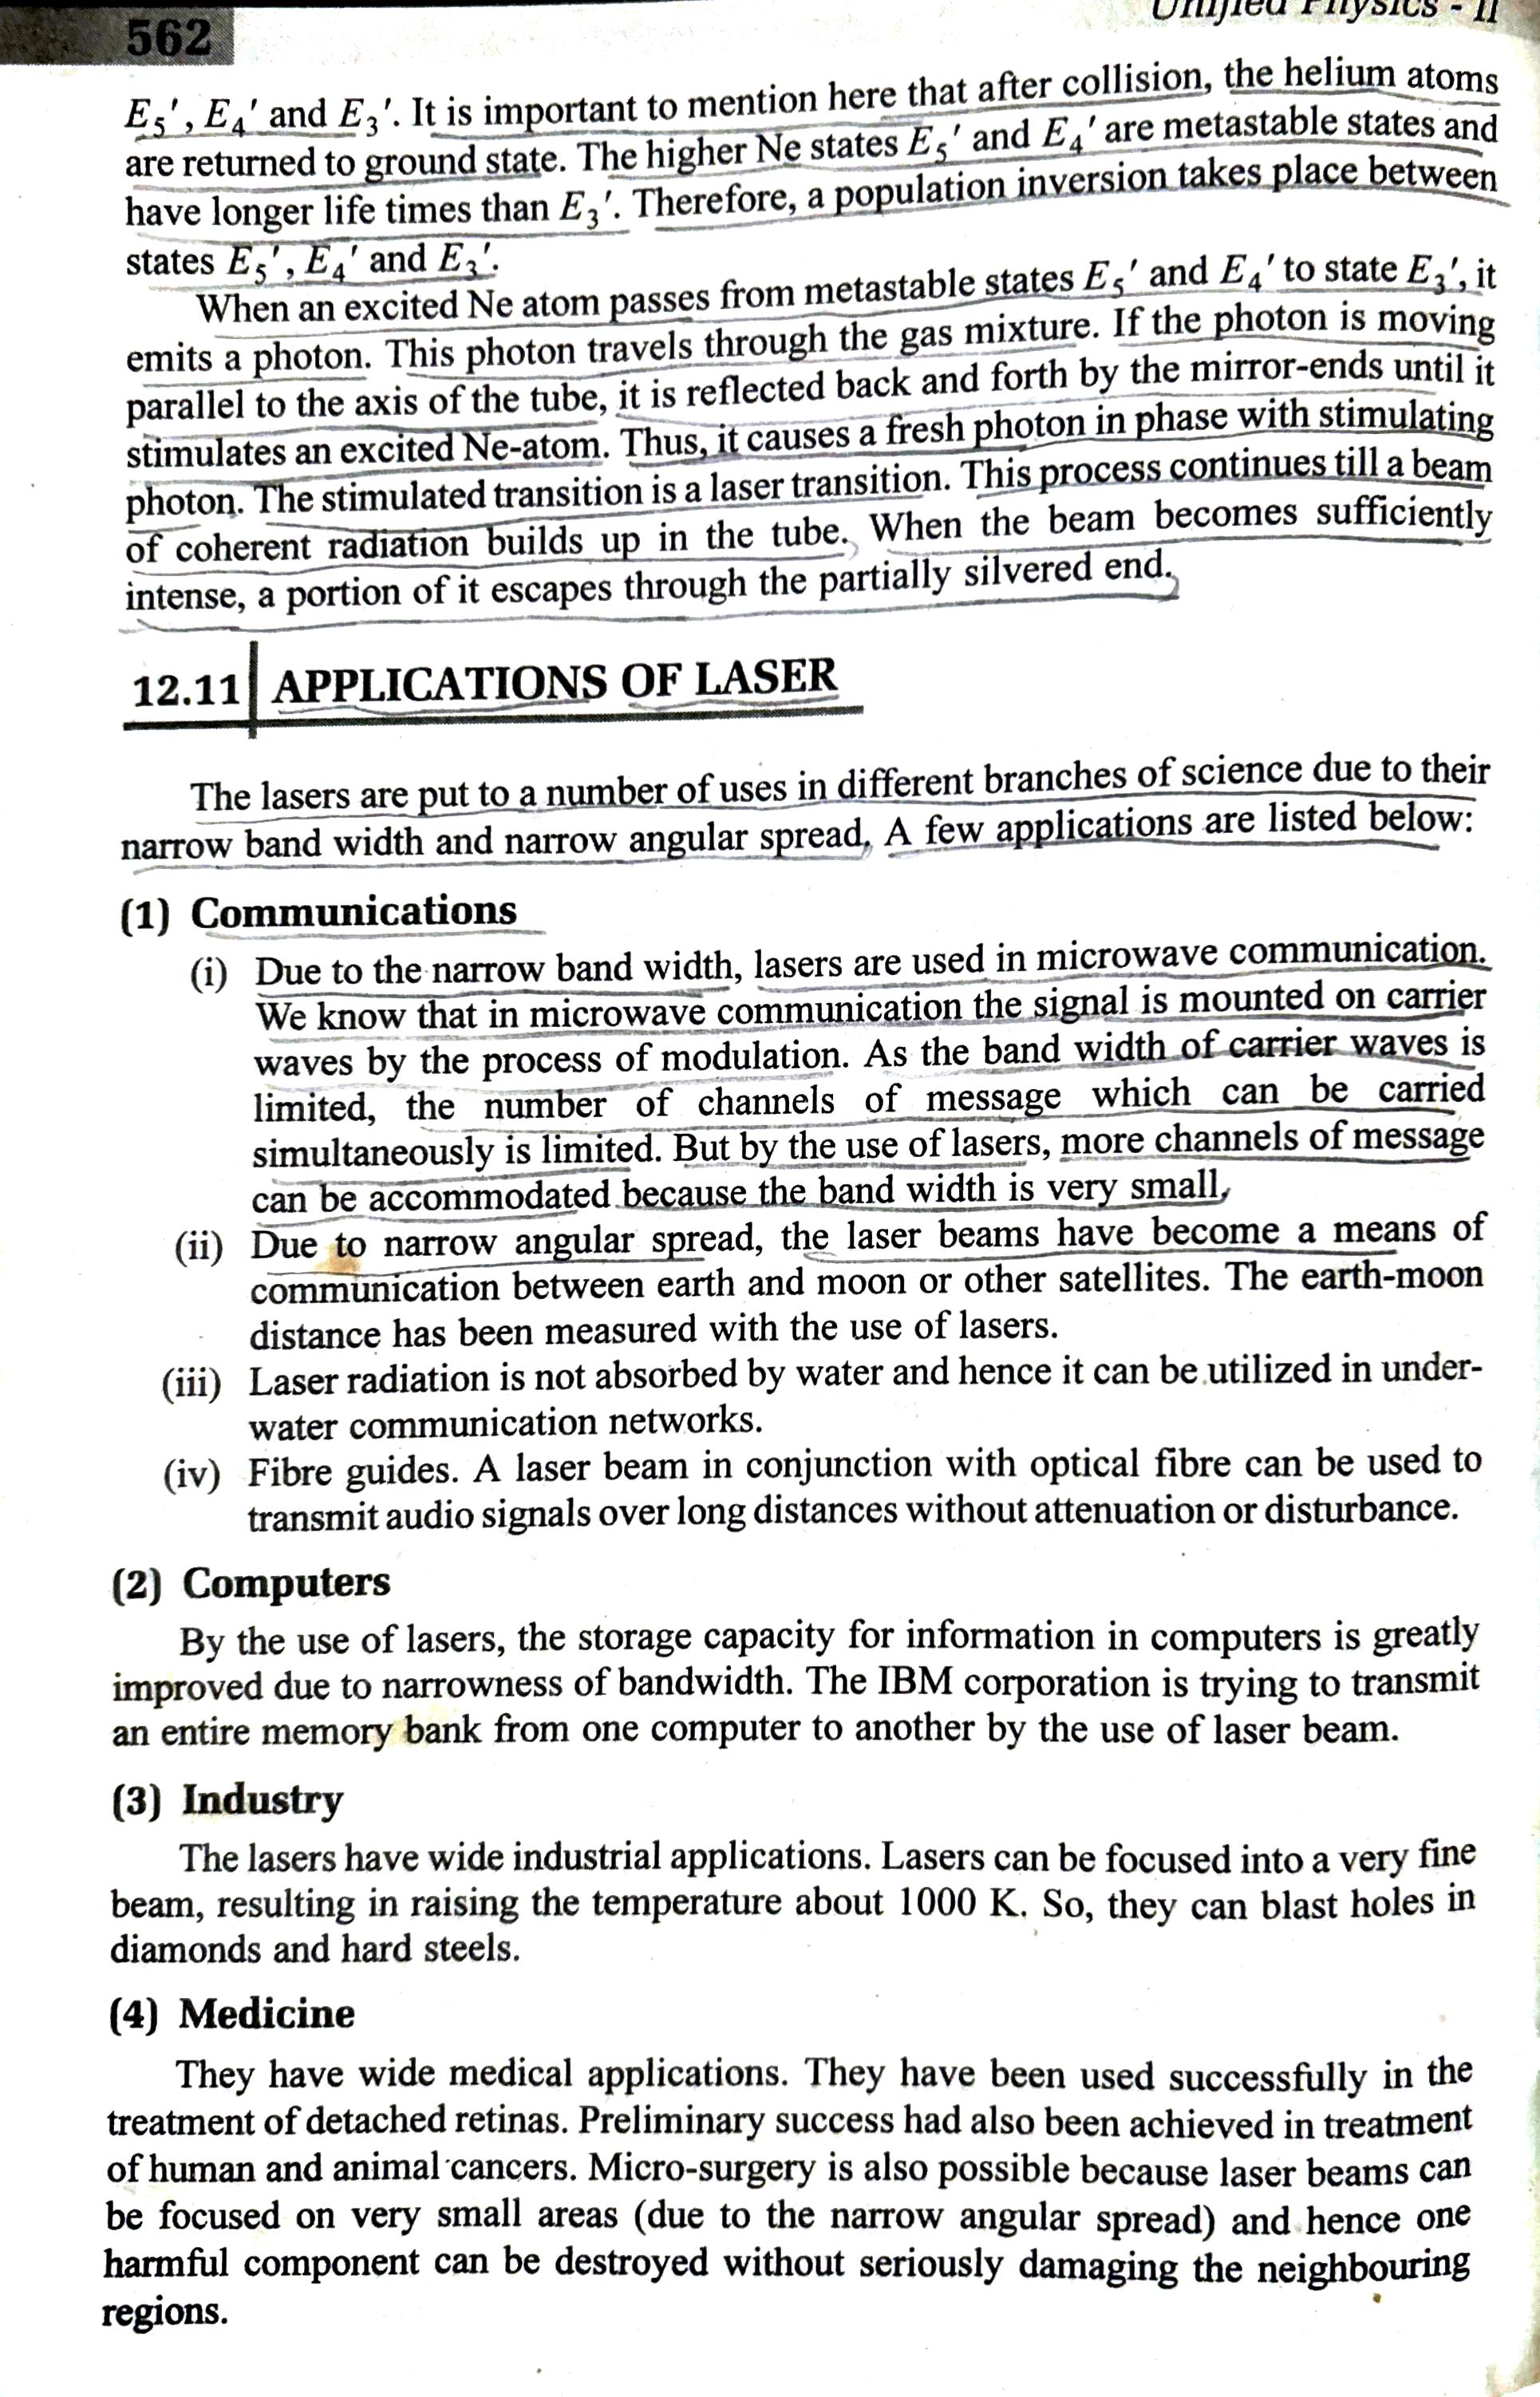 562
Unified Physics - II
E₅′, E₄′ and E₃′. It is important to mention here that after collision, the helium atoms
are returned to ground state. The higher Ne states E₅′ and E₄′ are metastable states and
have longer life times than E₃′. Therefore, a population inversion takes place between
states E₅′, E₄′ and E₃′.
When an excited Ne atom passes from metastable states E₅′ and E₄′ to state E₃′, it
emits a photon. This photon travels through the gas mixture. If the photon is moving
parallel to the axis of the tube, it is reflected back and forth by the mirror-ends until it
stimulates an excited Ne-atom. Thus, it causes a fresh photon in phase with stimulating
photon. The stimulated transition is a laser transition. This process continues till a beam
of coherent radiation builds up in the tube. When the beam becomes sufficiently
intense, a portion of it escapes through the partially silvered end.
12.11 APPLICATIONS OF LASER
The lasers are put to a number of uses in different branches of science due to their
narrow band width and narrow angular spread. A few applications are listed below:
(1) Communications
(i) Due to the narrow band width, lasers are used in microwave communication.
We know that in microwave communication the signal is mounted on carrier
waves by the process of modulation. As the band width of carrier waves is
limited, the number of channels of message which can be carried
simultaneously is limited. But by the use of lasers, more channels of message
can be accommodated because the band width is very small.
(ii) Due to narrow angular spread, the laser beams have become a means of
communication between earth and moon or other satellites. The earth-moon
distance has been measured with the use of lasers.
(iii) Laser radiation is not absorbed by water and hence it can be utilized in under-
water communication networks.
(iv) Fibre guides. A laser beam in conjunction with optical fibre can be used to
transmit audio signals over long distances without attenuation or disturbance.
(2) Computers
By the use of lasers, the storage capacity for information in computers is greatly
improved due to narrowness of bandwidth. The IBM corporation is trying to transmit
an entire memory bank from one computer to another by the use of laser beam.
(3) Industry
The lasers have wide industrial applications. Lasers can be focused into a very fine
beam, resulting in raising the temperature about 1000 K. So, they can blast holes in
diamonds and hard steels.
(4) Medicine
They have wide medical applications. They have been used successfully in the
treatment of detached retinas. Preliminary success had also been achieved in treatment
of human and animal cancers. Micro-surgery is also possible because laser beams can
be focused on very small areas (due to the narrow angular spread) and hence one
harmful component can be destroyed without seriously damaging the neighbouring
regions.